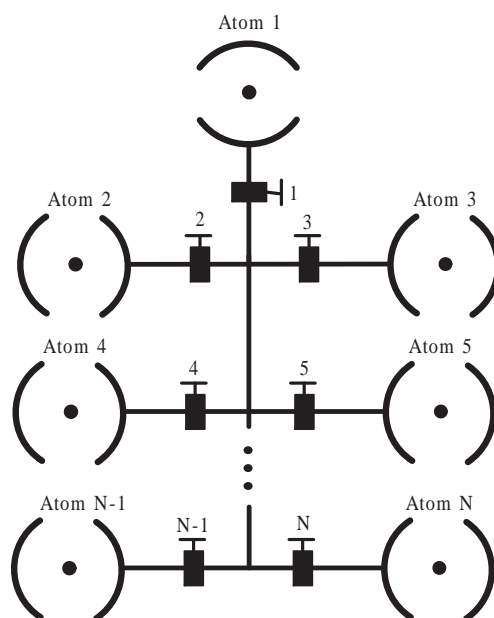 Atom 1
1
Atom 2
2
3
Atom 3
Atom 4
4
5
Atom 5
Atom N-1
N-1
N
Atom N